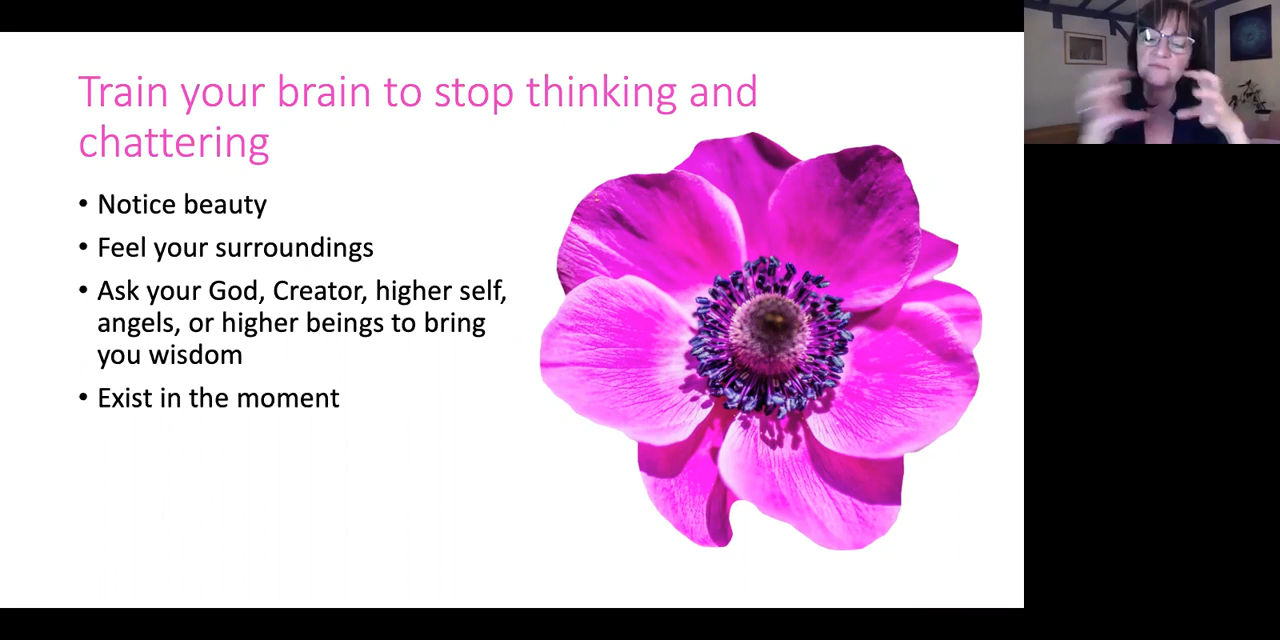 Train your brain to stop thinking and
chattering
• Notice beauty
• Feel your surroundings
• Ask your God, Creator, higher self,
angels, or higher beings to bring
you wisdom
• Exist in the moment